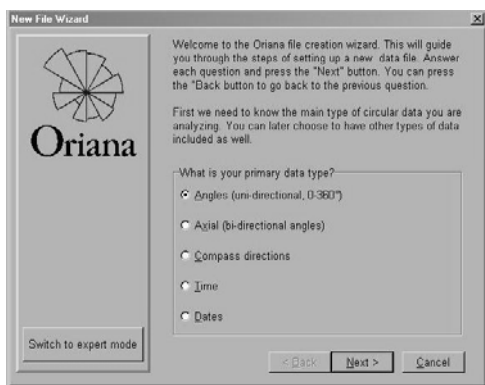 New File Wizard
Oriana
Switch to expert mode
Welcome to the Oriana file creation wizard. This will guide
you through the steps of setting up a new data file. Answer
each question and press the "Next" button. You can press
the "Back button to go back to the previous question.
First we need to know the main type of circular data you are
analyzing. You can later choose to have other types of data
included as well.
What is your primary data type?
Angles (uni-directional, 0-360°)
Axial (bi-directional angles)
Compass directions
Time
Dates
< Back
Next >
Cancel